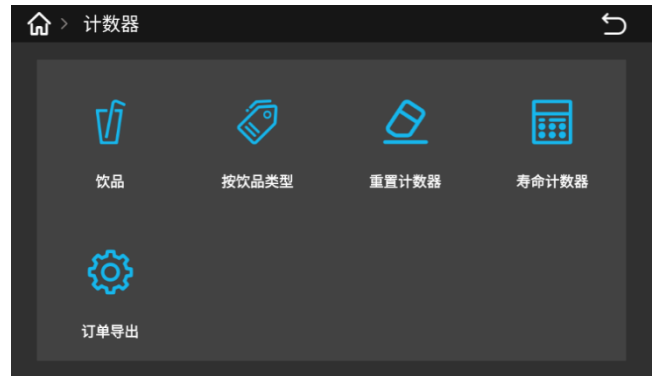 计数器
饮品
按饮品类型
重置计数器
寿命计数器
订单导出